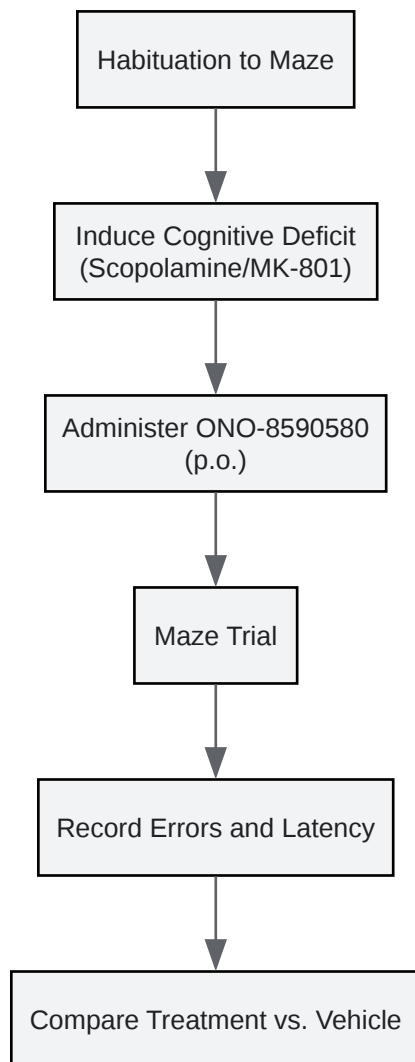 Habituation to Maze
Induce Cognitive Deficit
(Scopolamine/MK-801)
Administer ONO-8590580
(p.o.)
Maze Trial
Record Errors and Latency
Compare Treatment vs. Vehicle